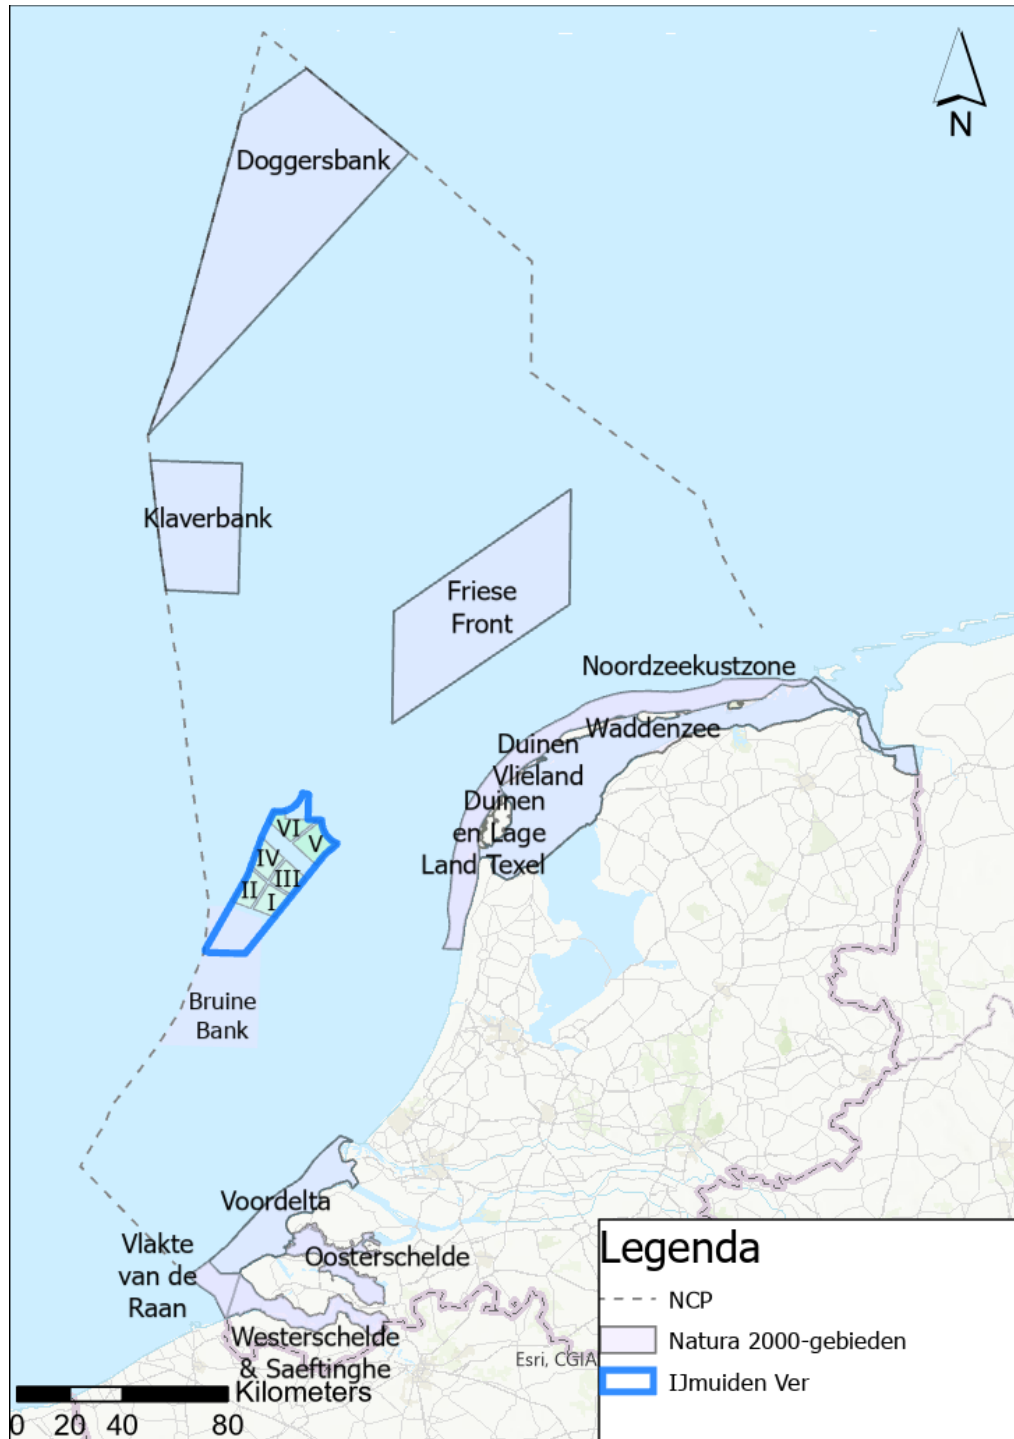 N
Doggersbank
Klaverbank
Friese
Front
Noordzeekustzone
Waddenzee
Duinen
Vlieland
Duinen
en Lage
Land Texel
VI
V
IV
III
II
I
Bruine
Bank
Voordelta
Vlakte
van de
Raan
Oosterschelde
Westerschelde
& Saeftinghe
Esri, CGIA
Kilometers
0 20 40 80
Legenda
NCP
Natura 2000-gebieden
IJmuiden Ver